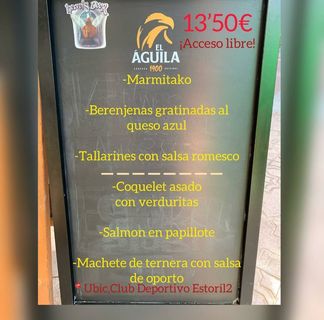 13'50€
¡Acceso libre!
EL
ÁGUILA
1900
-Marmitako
-Berenjenas gratinadas al
queso azul
-Tallarines con salsa romesco
-Coquelet asado
con verduritas
-Salmon en papillote
-Machete de ternera con salsa
de oporto
Ubic,Club Deportivo Estoril2